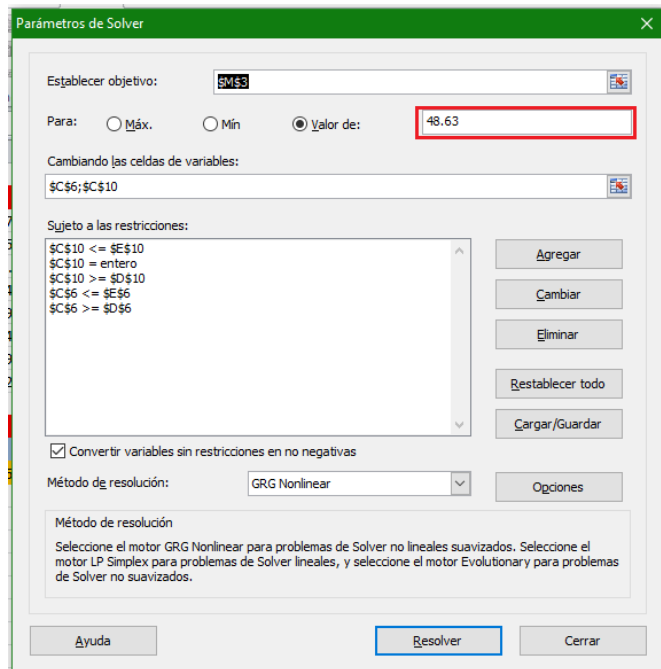 Parámetros de Solver
Establecer objetivo: $M$3
Para: Máx. Mín Valor de: 48.63
Cambiando las celdas de variables:
$C$6;$C$10
Sujeto a las restricciones:
$C$10 <= $E$10
$C$10 = entero
$C$10 >= $D$10
$C$6 <= $E$6
$C$6 >= $D$6
Agregar
Cambiar
Eliminar
Restablecer todo
Cargar/Guardar
Convertir variables sin restricciones en no negativas
Método de resolución: GRG Nonlinear Opciones
Método de resolución
Seleccione el motor GRG Nonlinear para problemas de Solver no lineales suavizados. Seleccione el
motor LP Simplex para problemas de Solver lineales, y seleccione el motor Evolutionary para problemas
de Solver no suavizados.
Ayuda Resolver Cerrar